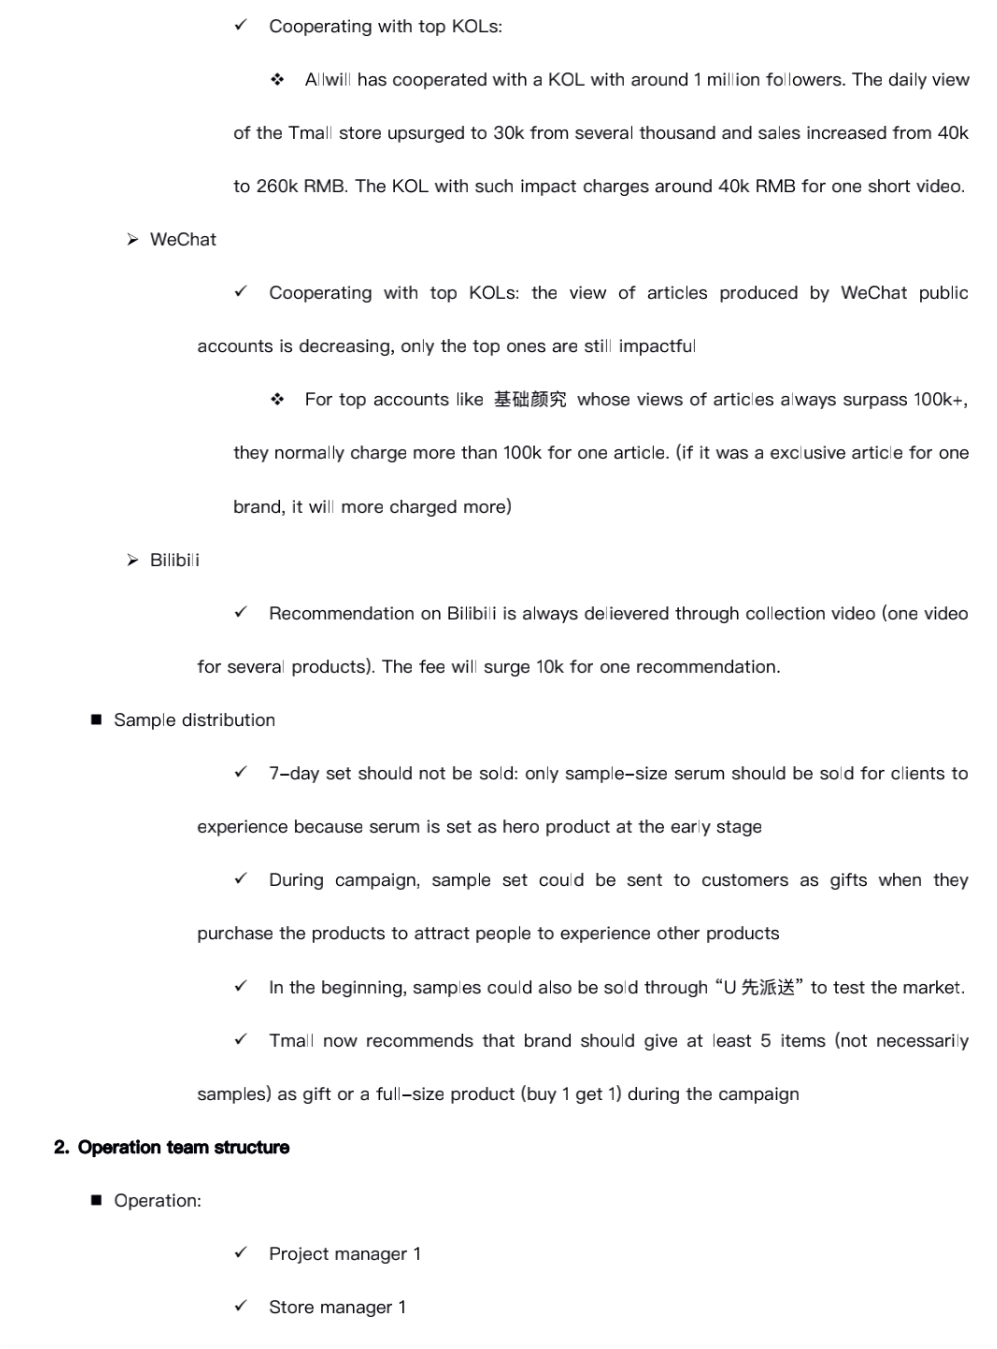 ✓ Cooperating with top KOLs:
❖ Allwill has cooperated with a KOL with around 1 million followers. The daily view
of the Tmall store upsurged to 30k from several thousand and sales increased from 40k
to 260k RMB. The KOL with such impact charges around 40k RMB for one short video.
➢ WeChat
✓ Cooperating with top KOLs: the view of articles produced by WeChat public
accounts is decreasing, only the top ones are still impactful
❖ For top accounts like 基础颜究 whose views of articles always surpass 100k+,
they normally charge more than 100k for one article. (if it was a exclusive article for one
brand, it will more charged more)
➢ Bilibili
✓ Recommendation on Bilibili is always delievered through collection video (one video
for several products). The fee will surge 10k for one recommendation.
■ Sample distribution
✓ 7-day set should not be sold: only sample-size serum should be sold for clients to
experience because serum is set as hero product at the early stage
✓ During campaign, sample set could be sent to customers as gifts when they
purchase the products to attract people to experience other products
✓ In the beginning, samples could also be sold through “U 先派送” to test the market.
✓ Tmall now recommends that brand should give at least 5 items (not necessarily
samples) as gift or a full-size product (buy 1 get 1) during the campaign
2. Operation team structure
■ Operation:
✓ Project manager 1
✓ Store manager 1